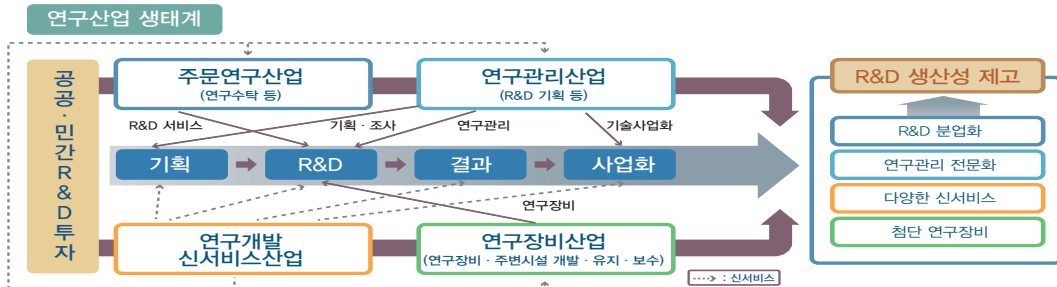 연구산업 생태계
공공·민간R&D투자
주문연구산업
(연구수탁 등)
연구관리산업
(R&D 기획 등)
R&D 서비스
기획·조사
연구관리
기술사업화
기획
R&D
결과
사업화
연구장비
연구개발
신서비스산업
연구장비산업
(연구장비·주변시설 개발·유지·보수)
: 신서비스
R&D 생산성 제고
R&D 분업화
연구관리 전문화
다양한 신서비스
첨단 연구장비